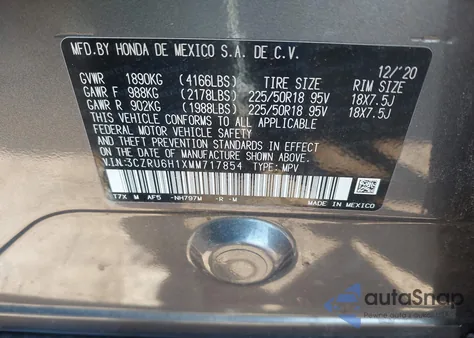 MFD.BY HONDA DE MEXICO S.A. DE C.V.
12/'20
GVWR 1890KG (4166LBS) TIRE SIZE RIM SIZE
GAWR F 988KG (2178LBS) 225/50R18 95V 18X7.5J
GAWR R 902KG (1988LBS) 225/50R18 95V 18X7.5J
THIS VEHICLE CONFORMS TO ALL APPLICABLE
FEDERAL MOTOR VEHICLE SAFETY, BUMPER, AND
THEFT PREVENTION STANDARDS IN EFFECT ON
THE DATE OF MANUFACTURE SHOWN ABOVE.
V.I.N:3CZRU6H1XMM717854 TYPE: MPV
T7X M AF5 -NH797M -R -M MADE IN MEXICO
autoSnap